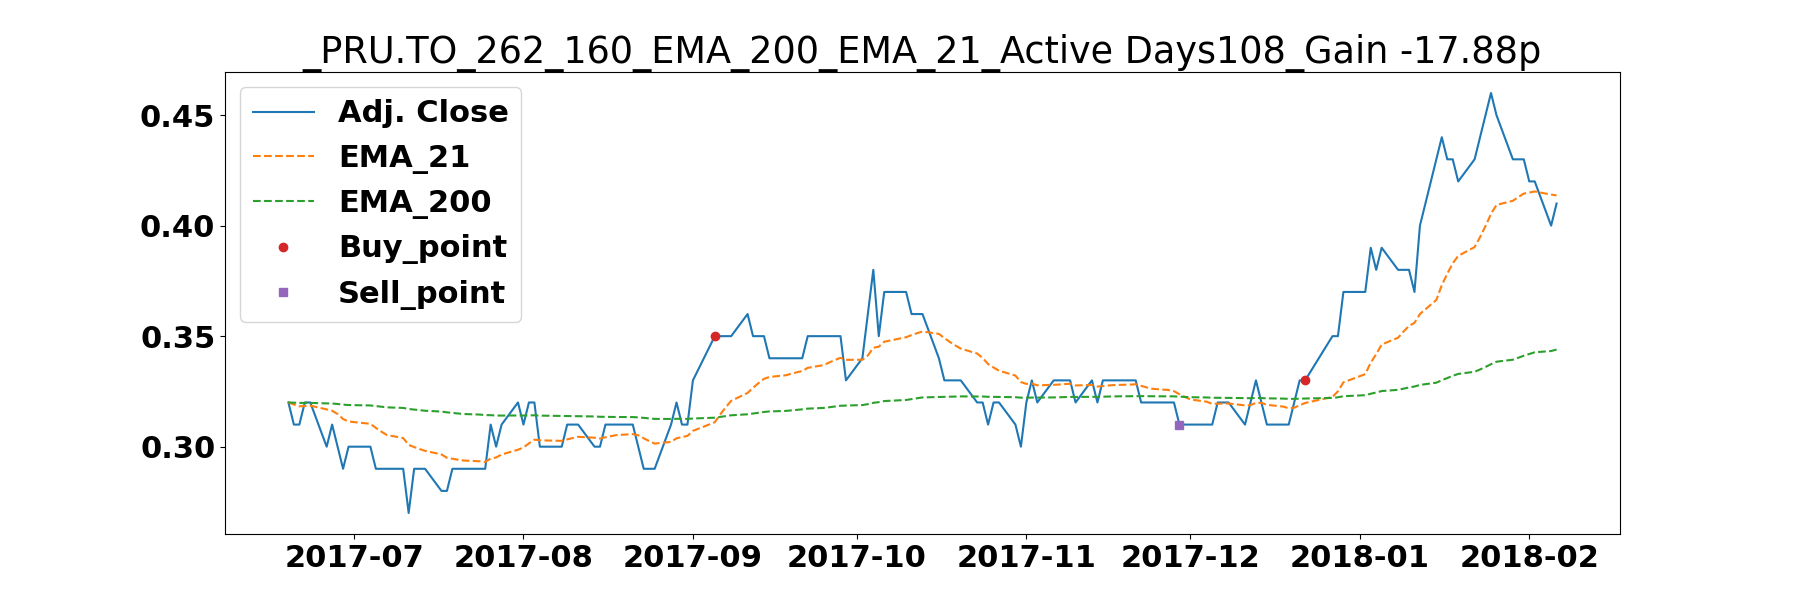 _PRU.TO_262_160_EMA_200_EMA_21_Active Days108_Gain -17.88p
Adj. Close
EMA_21
EMA_200
Buy_point
Sell_point
0.45
0.40
0.35
0.30
2017-07 2017-08 2017-09 2017-10 2017-11 2017-12 2018-01 2018-02